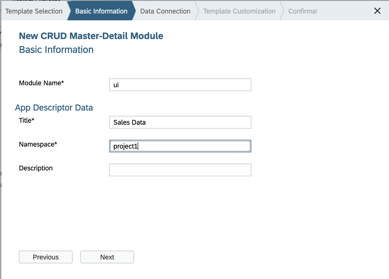 Template Selection Basic Information Data Connection Template Customization Confirmat
New CRUD Master-Detail Module
Basic Information
Module Name* ui
App Descriptor Data
Title* Sales Data
Namespace* project1
Description
Previous Next